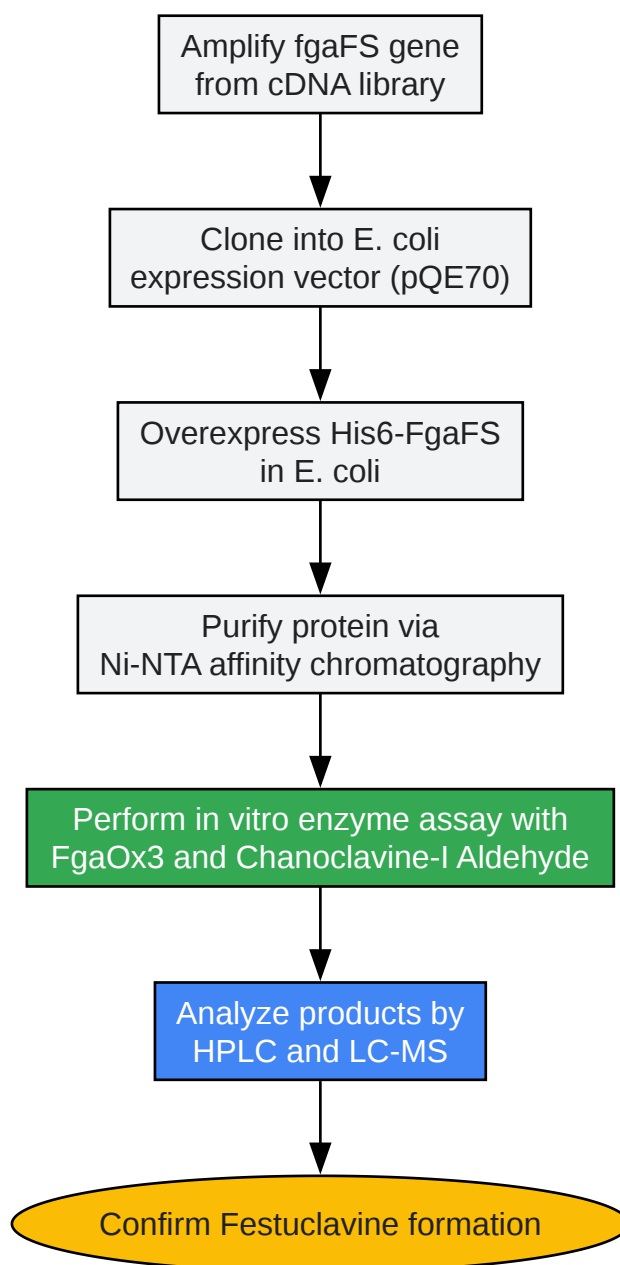 Amplify fgaFS gene
from cDNA library
Clone into E. coli
expression vector (pQE70)
Overexpress His6-FgaFS
in E. coli
Purify protein via
Ni-NTA affinity chromatography
Perform in vitro enzyme assay with
FgaOx3 and Chanoclavine-I Aldehyde
Analyze products by
HPLC and LC-MS
Confirm Festuclavine formation